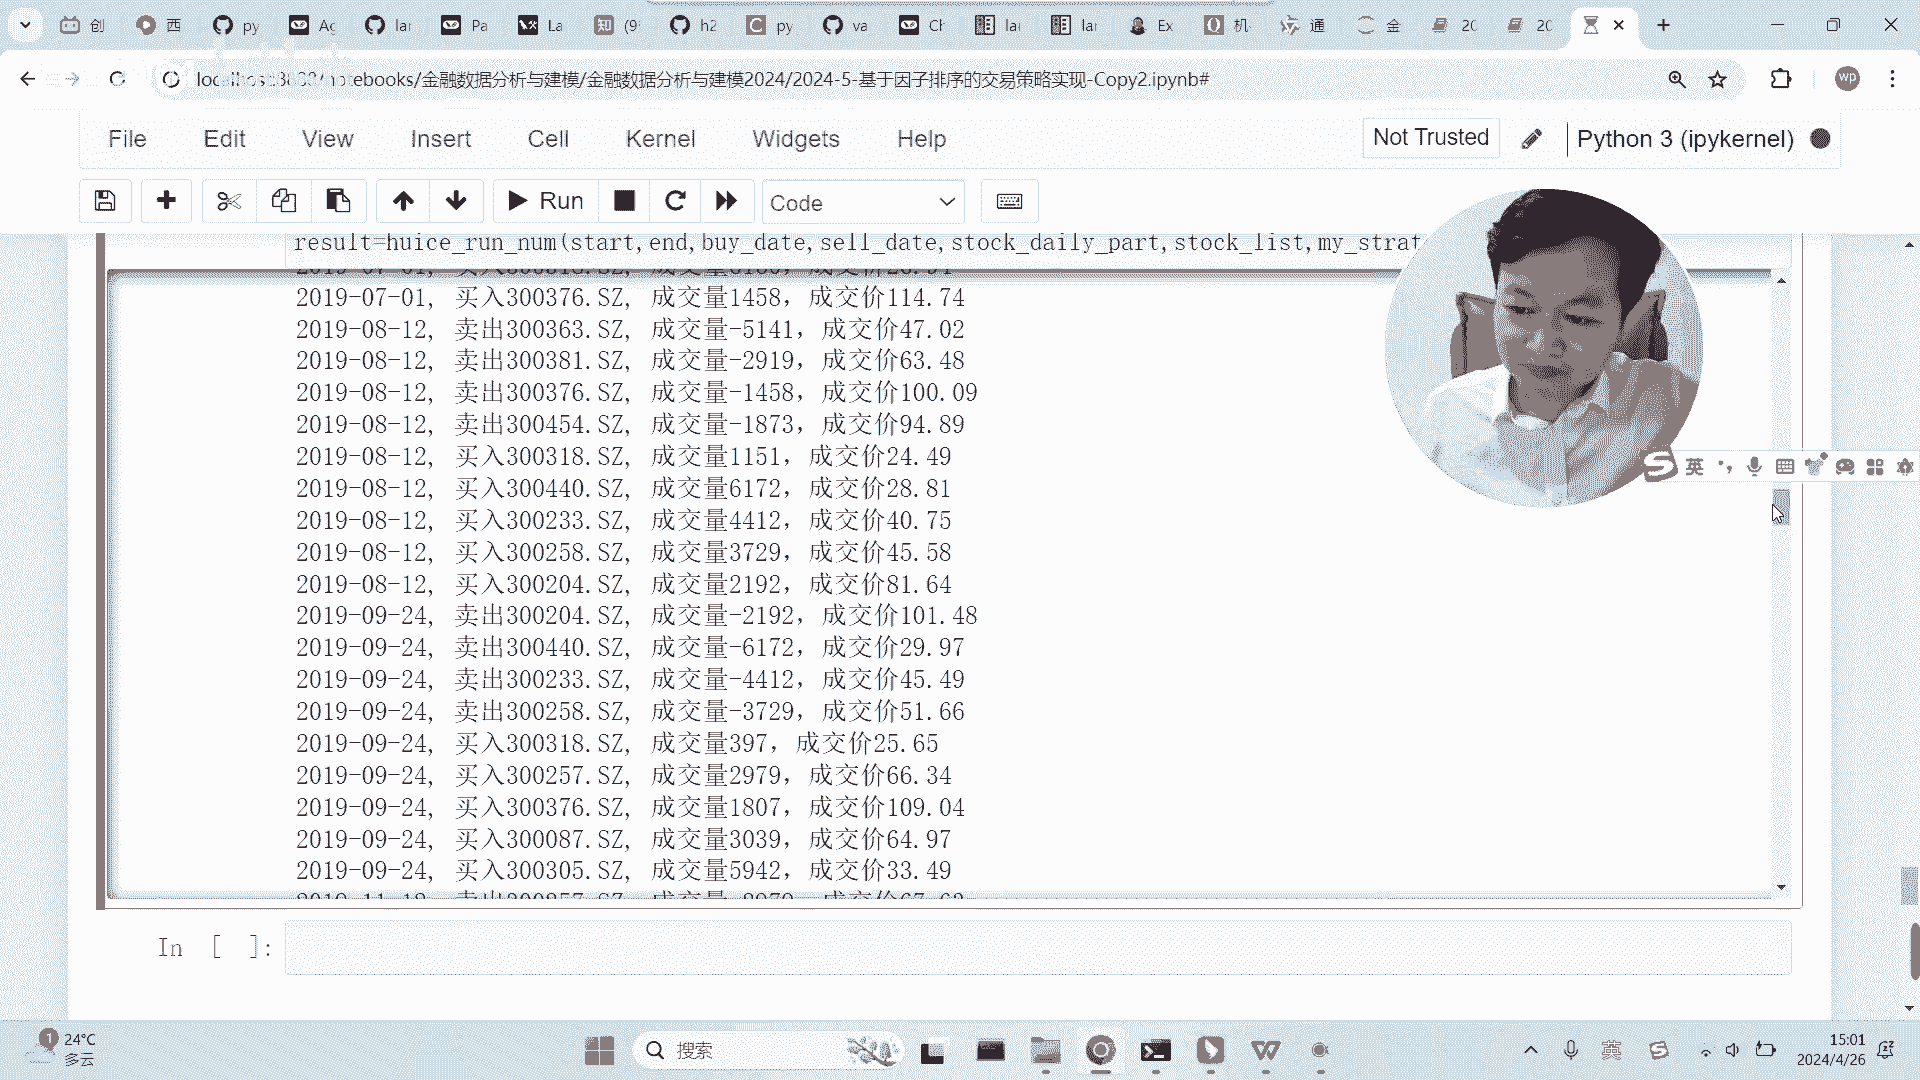 创 西 py Ag lar Pa La (9 h2 py va Ch lar lar Ex 机 通 金 20 20
notebooks/金融数据分析与建模/金融数据分析与建模2024/2024-5-基于因子排序的交易策略实现-Copy2.ipynb#
wp
File Edit View Insert Cell Kernel Widgets Help
Not Trusted
Python 3 (ipykernel)
Run
Code
result=huice_run_num(start,end,buy_date,sell_date,stock_daily_part,stock_list,my_strat
2019-07-01, 买入300376.SZ, 成交量1458，成交价114.74
2019-08-12, 卖出300363.SZ, 成交量-5141，成交价47.02
2019-08-12, 卖出300381.SZ, 成交量-2919，成交价63.48
2019-08-12, 卖出300376.SZ, 成交量-1458，成交价100.09
2019-08-12, 卖出300454.SZ, 成交量-1873，成交价94.89
2019-08-12, 买入300318.SZ, 成交量1151，成交价24.49
2019-08-12, 买入300440.SZ, 成交量6172，成交价28.81
2019-08-12, 买入300233.SZ, 成交量4412，成交价40.75
2019-08-12, 买入300258.SZ, 成交量3729，成交价45.58
2019-08-12, 买入300204.SZ, 成交量2192，成交价81.64
2019-09-24, 卖出300204.SZ, 成交量-2192，成交价101.48
2019-09-24, 卖出300440.SZ, 成交量-6172，成交价29.97
2019-09-24, 卖出300233.SZ, 成交量-4412，成交价45.49
2019-09-24, 卖出300258.SZ, 成交量-3729，成交价51.66
2019-09-24, 买入300318.SZ, 成交量397，成交价25.65
2019-09-24, 买入300257.SZ, 成交量2979，成交价66.34
2019-09-24, 买入300376.SZ, 成交量1807，成交价109.04
2019-09-24, 买入300087.SZ, 成交量3039，成交价64.97
2019-09-24, 买入300305.SZ, 成交量5942，成交价33.49
英
In [ ]:
1
24°C
多云
搜索
英
15:01
2024/4/26